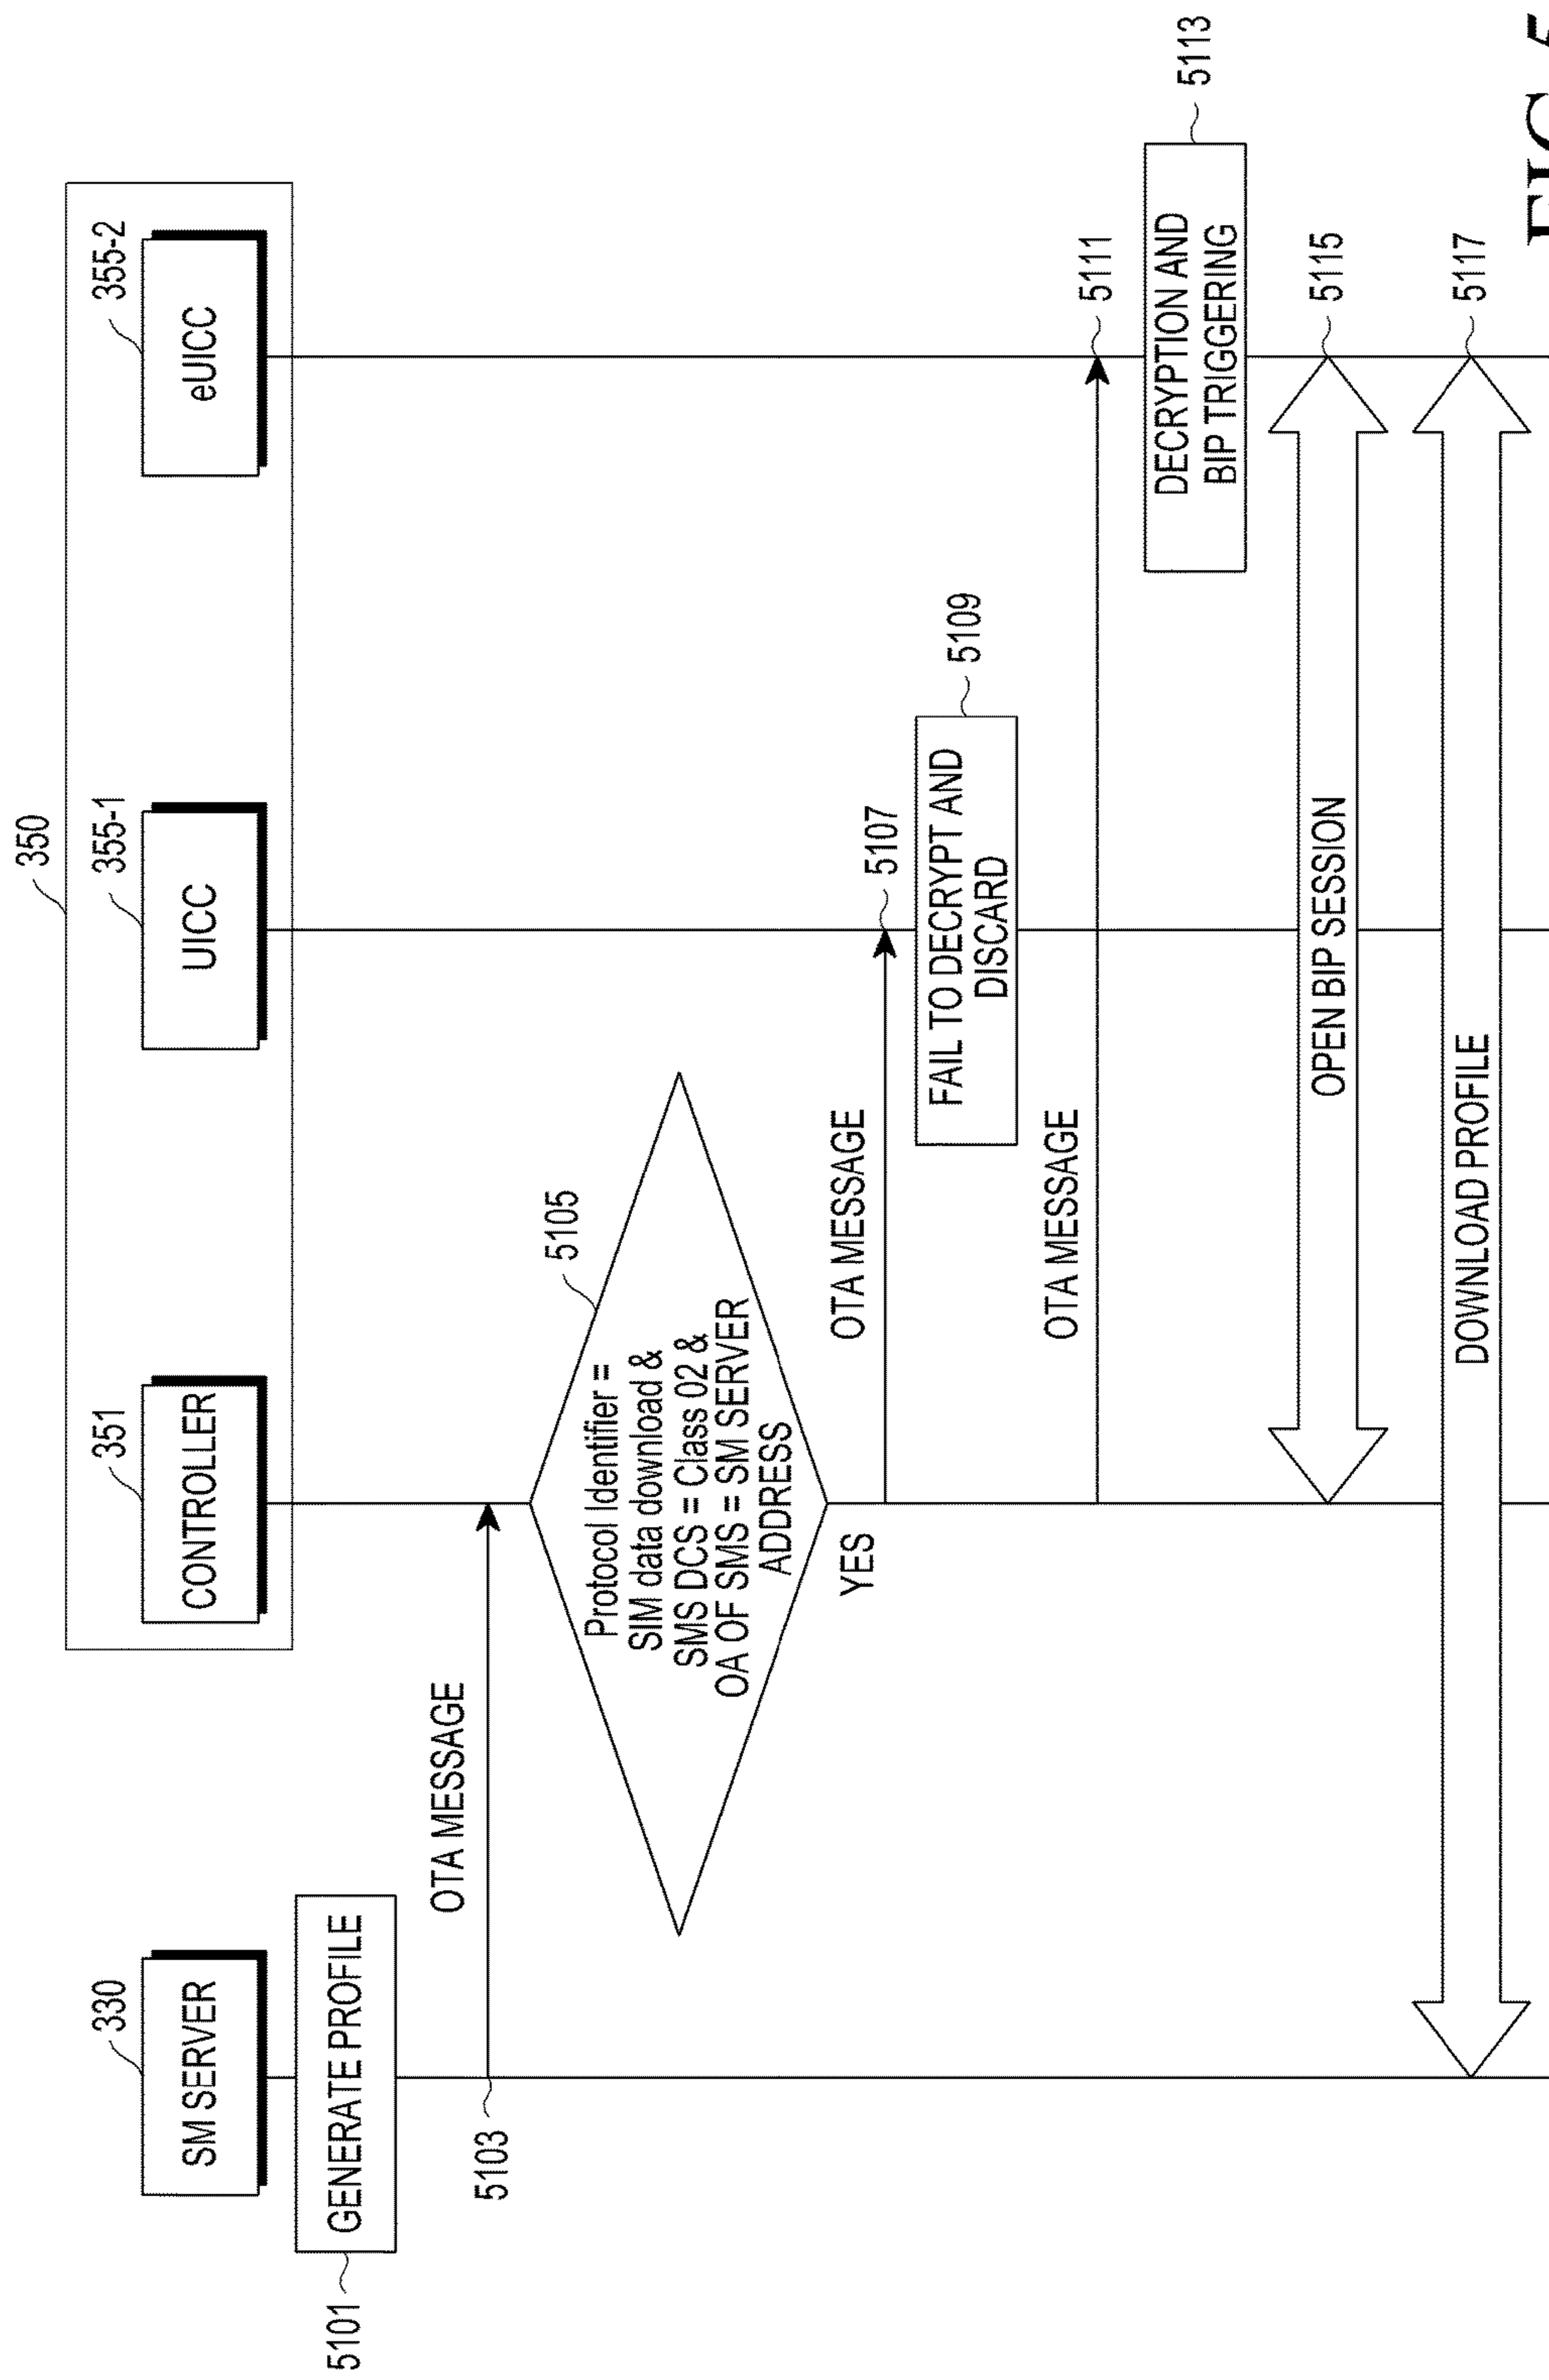 350
330
351
355-1
355-2
SM SERVER
CONTROLLER
UICC
eUICC
5101
GENERATE PROFILE
OTA MESSAGE
5103
5105
Protocol Identifier =
SIM data download &
SMS DCS = Class 02 &
OA OF SMS = SM SERVER
ADDRESS
YES
OTA MESSAGE
5107
FAIL TO DECRYPT AND
DISCARD
5109
OTA MESSAGE
5111
DECRYPTION AND
BIP TRIGGERING
5113
OPEN BIP SESSION
5115
DOWNLOAD PROFILE
5117